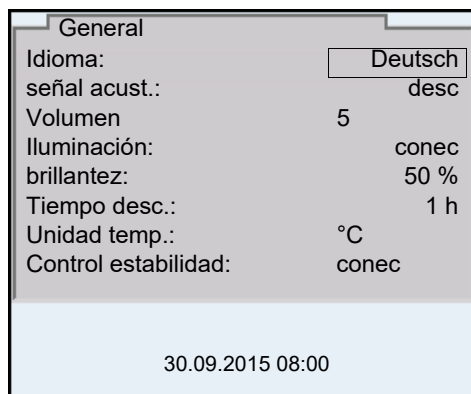 General
Idioma: Deutsch
señal acust.: desc
Volumen 5
Iluminación: conec
brillantez: 50 %
Tiempo desc.: 1 h
Unidad temp.: °C
Control estabilidad: conec
30.09.2015 08:00